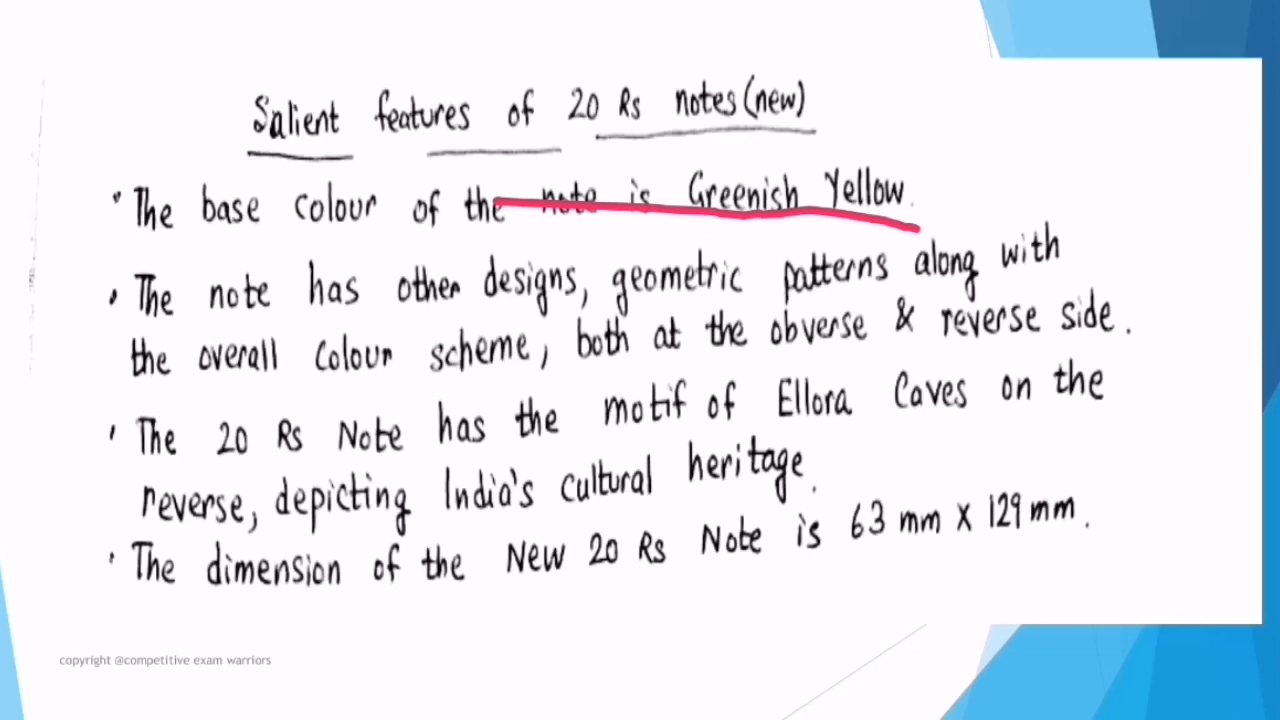 Salient features of 20 Rs notes(new)
• The base colour of the note is Greenish Yellow.
• The note has other designs, geometric patterns along with
the overall colour scheme, both at the obverse & reverse side.
• The 20 Rs Note has the motif of Ellora Caves on the
reverse, depicting India's cultural heritage.
• The dimension of the New 20 Rs Note is 63 mm x 129 mm.
copyright @competitive exam warriors